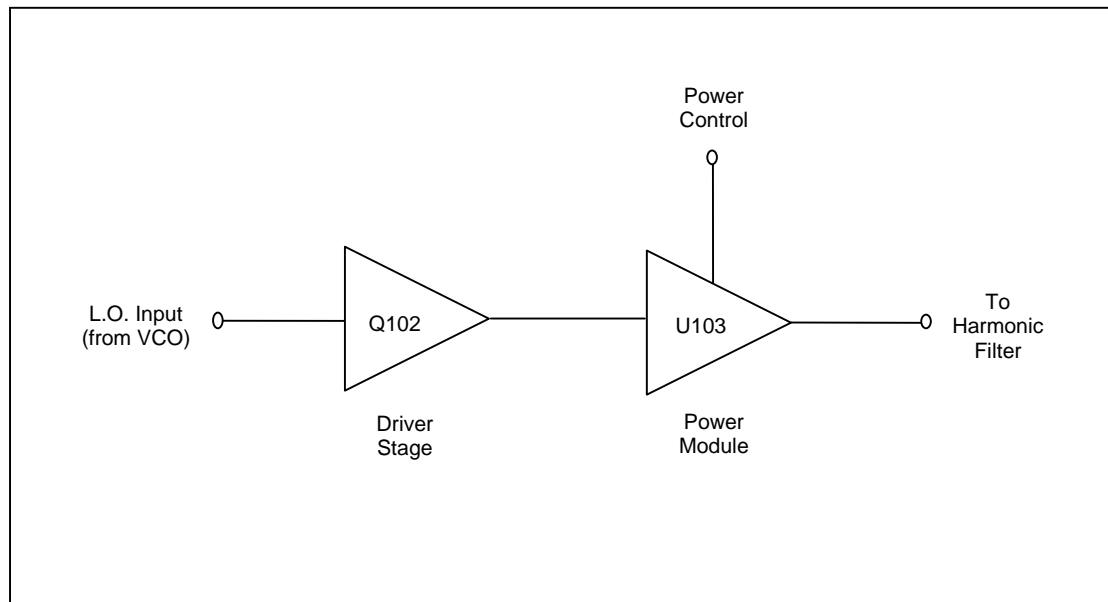 Power
Control
L.O. Input
(from VCO)
Q102
U103
To
Harmonic
Filter
Driver
Stage
Power
Module